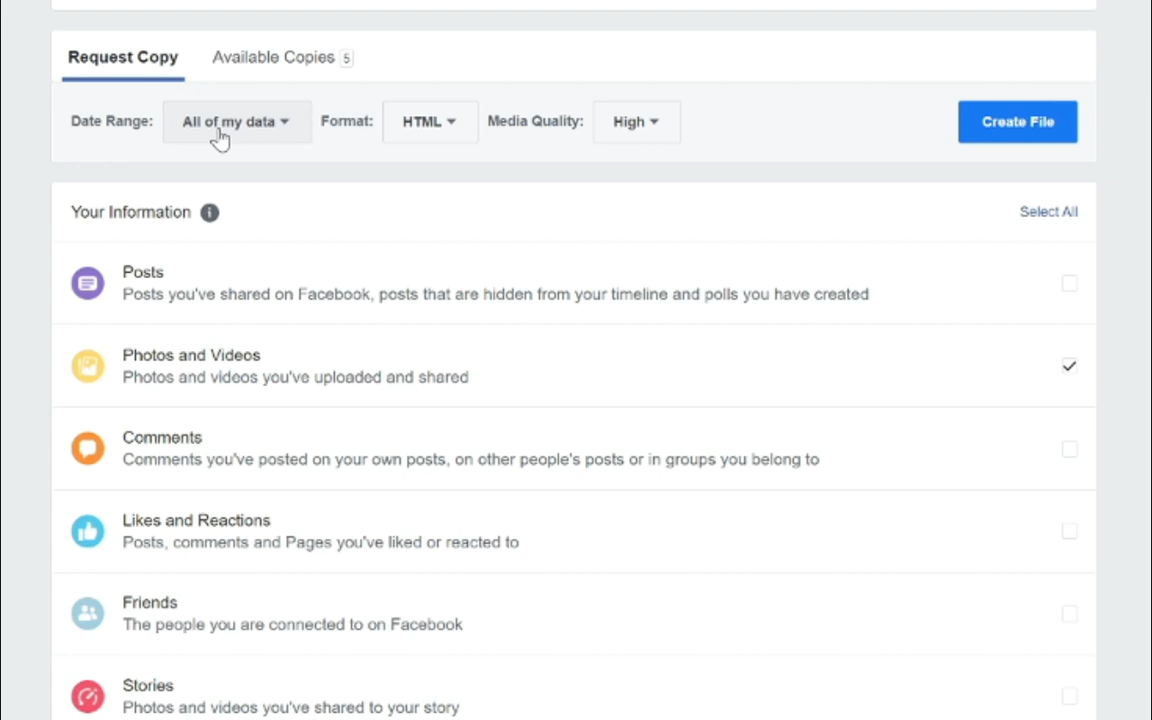 Request Copy Available Copies 5
Date Range: All of my data Format: HTML Media Quality: High Create File
Your Information Select All
Posts
Posts you've shared on Facebook, posts that are hidden from your timeline and polls you have created
Photos and Videos
Photos and videos you've uploaded and shared
Comments
Comments you've posted on your own posts, on other people's posts or in groups you belong to
Likes and Reactions
Posts, comments and Pages you've liked or reacted to
Friends
The people you are connected to on Facebook
Stories
Photos and videos you've shared to your story